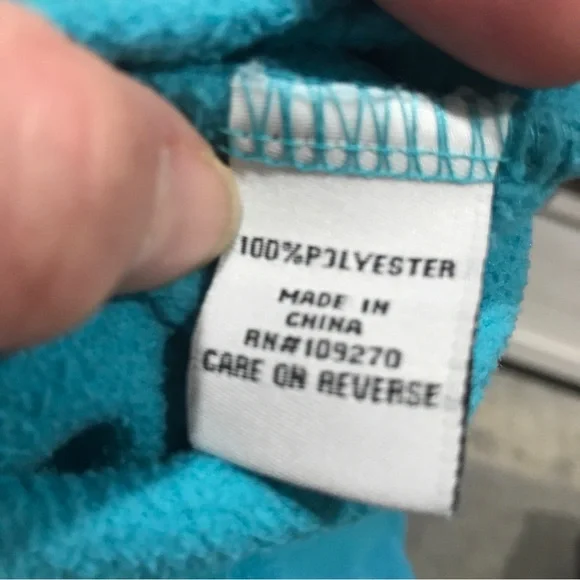 100%POLYESTER
MADE IN
CHINA
RN#109270
CARE ON REVERSE